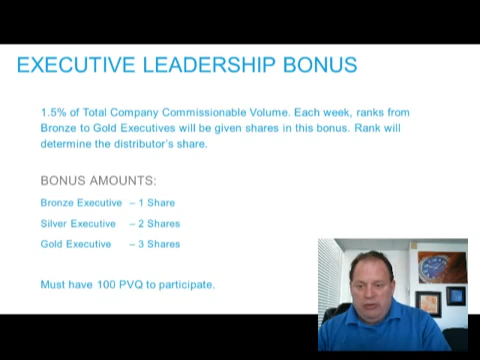 EXECUTIVE LEADERSHIP BONUS
1.5% of Total Company Commissionable Volume. Each week, ranks from
Bronze to Gold Executives will be given shares in this bonus. Rank will
determine the distributor's share.
BONUS AMOUNTS:
Bronze Executive – 1 Share
Silver Executive – 2 Shares
Gold Executive – 3 Shares
Must have 100 PVQ to participate.